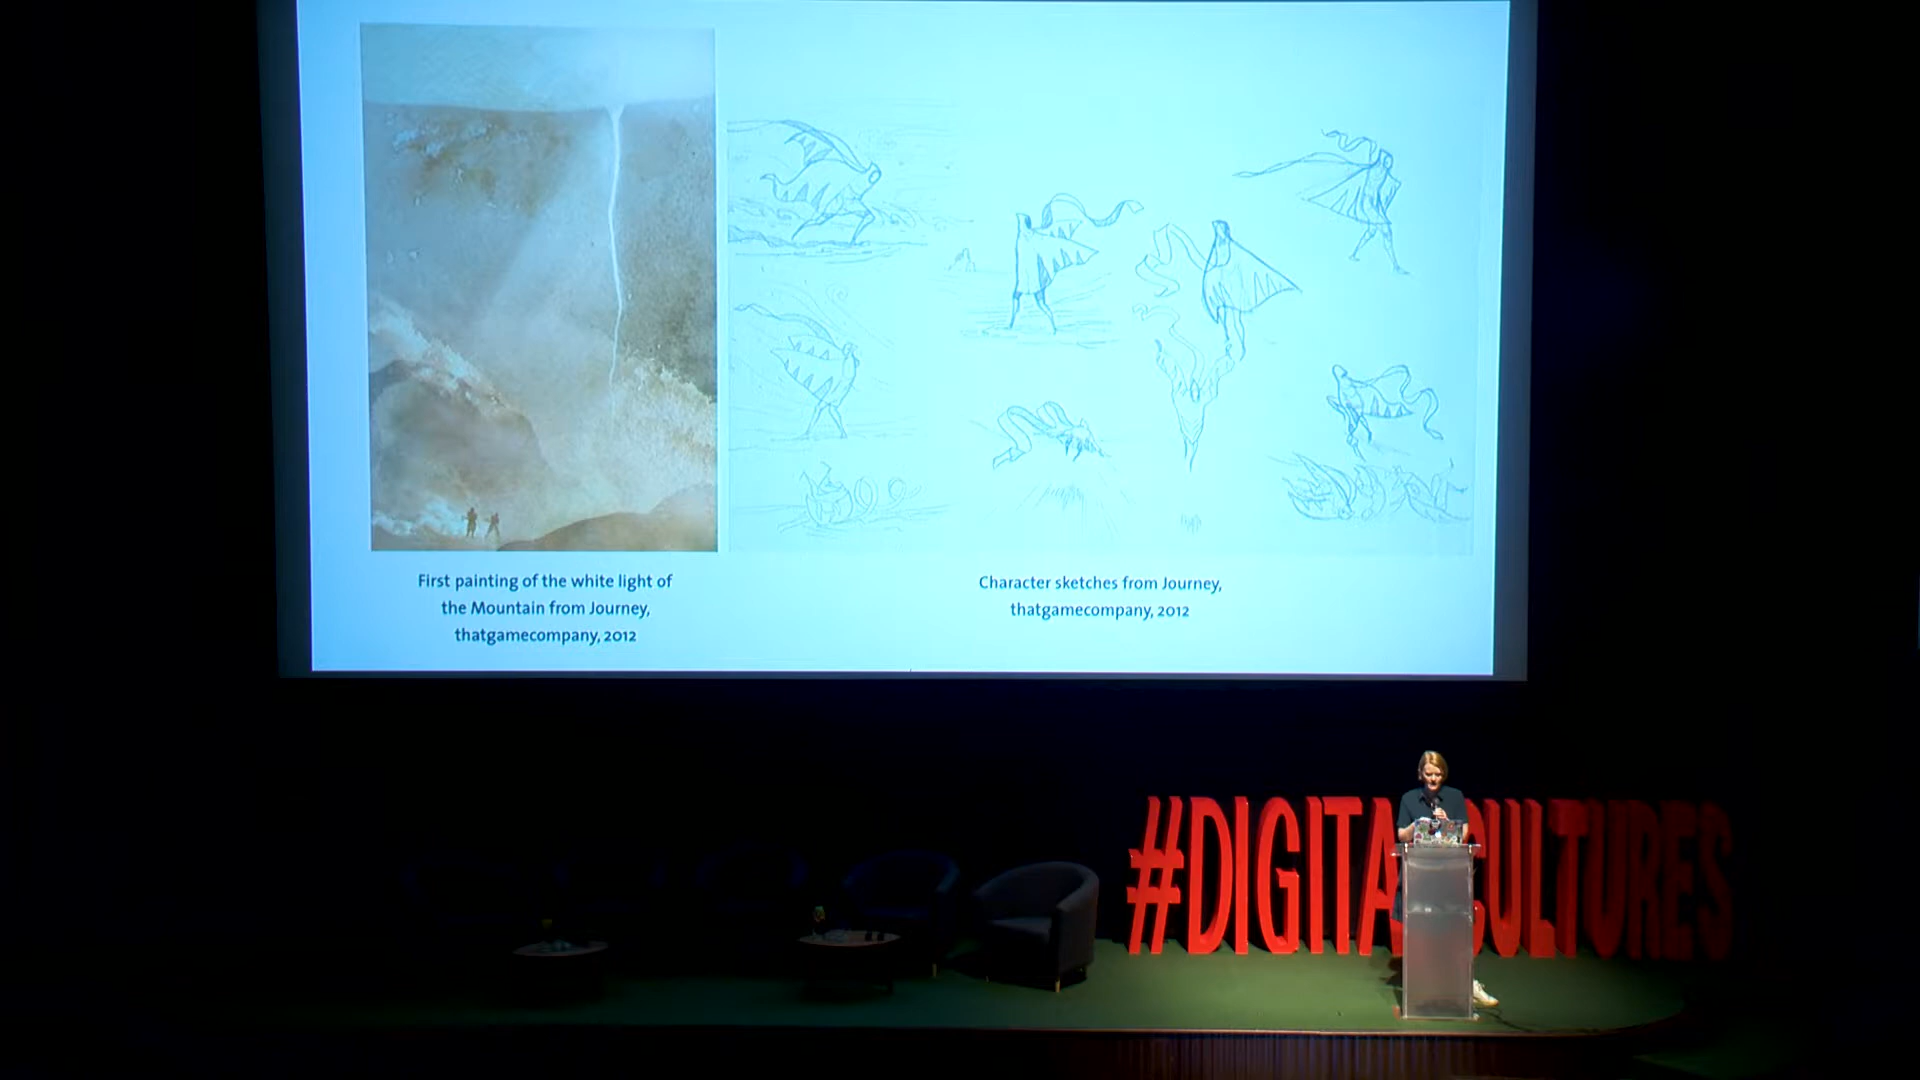 First painting of the white light of
the Mountain from Journey,
thatgamecompany, 2012
Character sketches from Journey,
thatgamecompany, 2012
#DIGITAL CULTURES